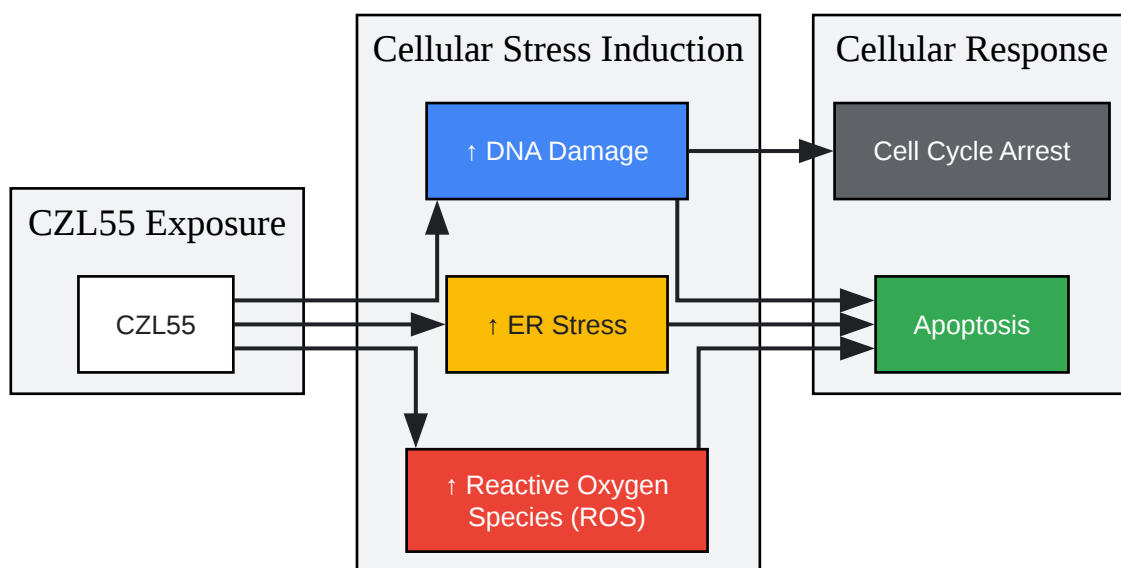 CZL55 Exposure
CZL55
Cellular Stress Induction
↑ DNA Damage
↑ ER Stress
↑ Reactive Oxygen
Species (ROS)
Cellular Response
Cell Cycle Arrest
Apoptosis